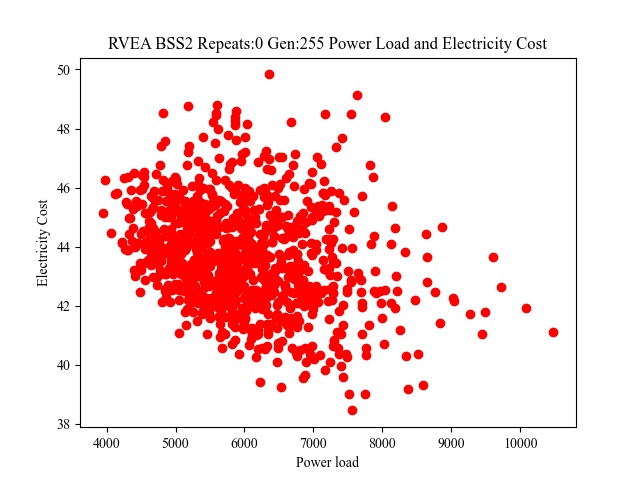 RVEA BSS2 Repeats:0 Gen:255 Power Load and Electricity Cost
50
48
46
44
42
40
38
Electricity Cost
4000 5000 6000 7000 8000 9000 10000
Power load